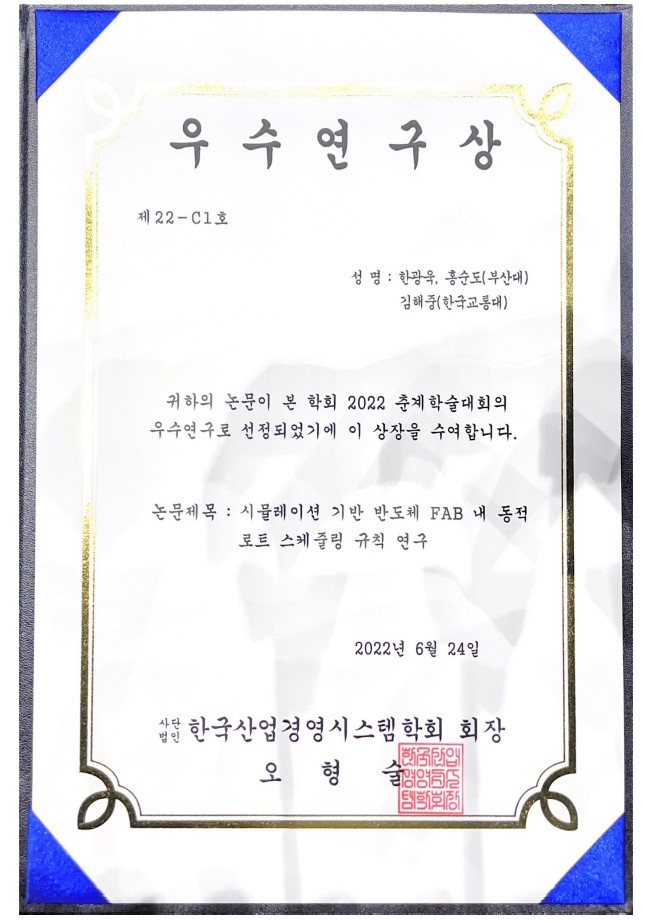 우수연구상
제22-C1호
성 명 : 한광욱, 홍순도(부산대)
김해중(한국교통대)
귀하의 논문이 본 학회 2022 춘계학술대회의
우수연구로 선정되었기에 이 상장을 수여합니다.
논문제목 : 시뮬레이션 기반 반도체 FAB 내 동적
로트 스케줄링 규칙 연구
2022년 6월 24일
사단법인 한국산업경영시스템학회 회장
오 형 술